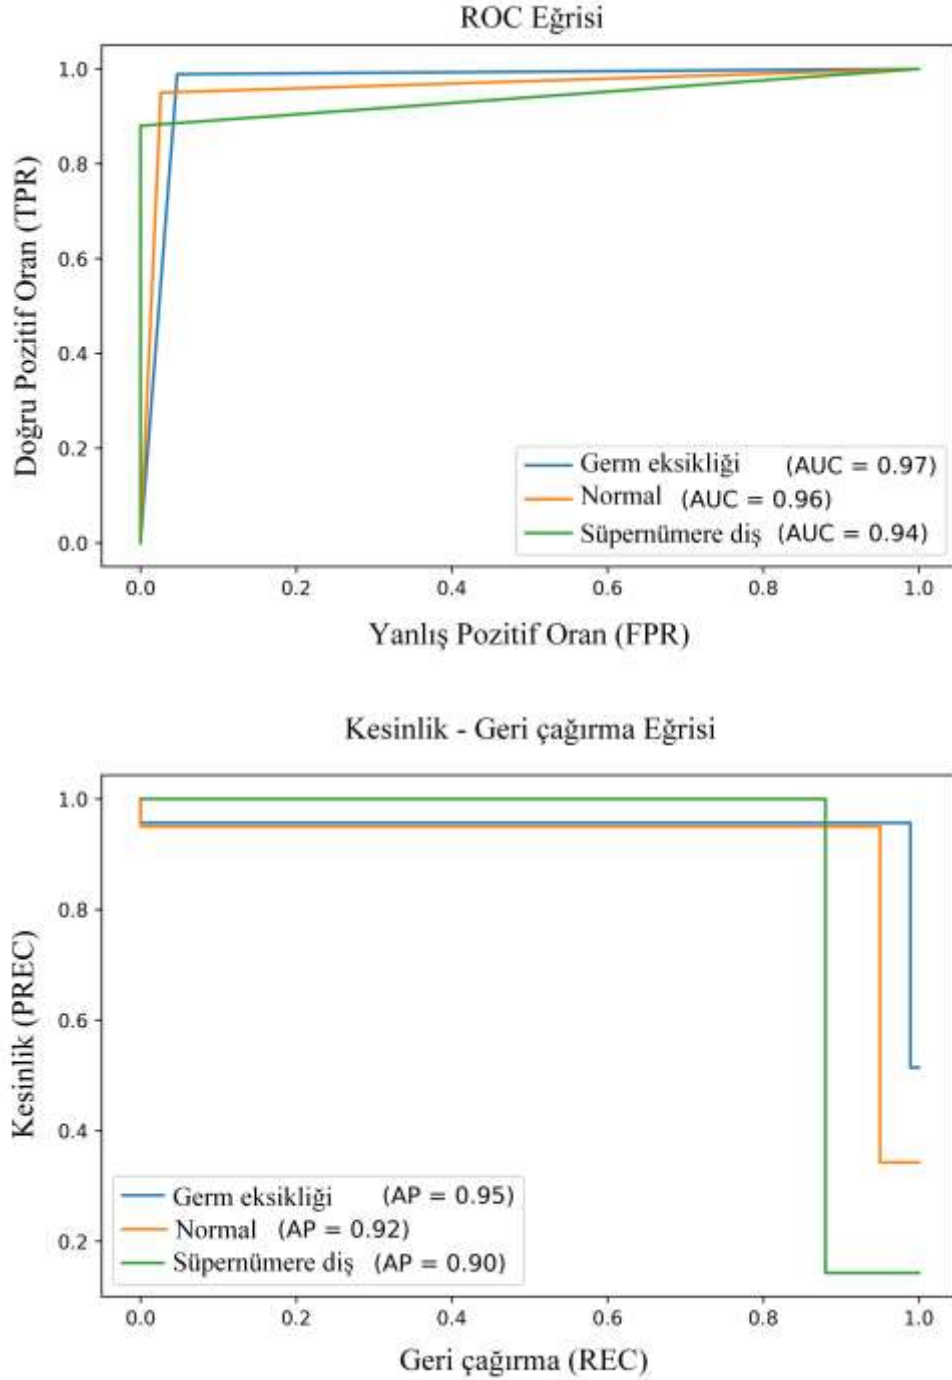 ROC Eğrisi
1.0
0.8
0.6
0.4
0.2
0.0
Doğru Pozitif Oran (TPR)
Germ eksikliği (AUC = 0.97)
Normal (AUC = 0.96)
Süpernümere diş (AUC = 0.94)
0.0 0.2 0.4 0.6 0.8 1.0
Yanlış Pozitif Oran (FPR)
Kesinlik - Geri çağırma Eğrisi
1.0
0.8
0.6
0.4
0.2
Kesinlik (PREC)
Germ eksikliği (AP = 0.95)
Normal (AP = 0.92)
Süpernümere diş (AP = 0.90)
0.0 0.2 0.4 0.6 0.8 1.0
Geri çağırma (REC)